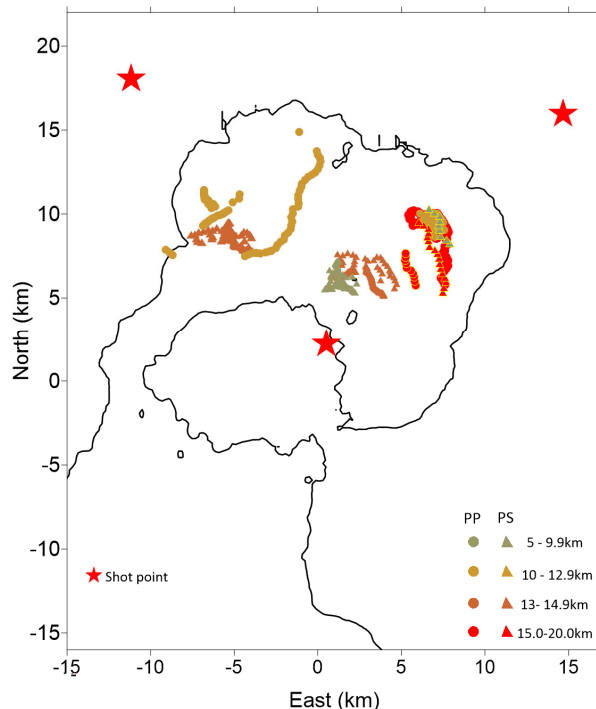 20
15
10
5
0
-5
-10
-15
North (km)
PP PS
5 - 9.9km
10 - 12.9km
13- 14.9km
15.0-20.0km
Shot point
-15 -10 -5 0 5 10 15
East (km)